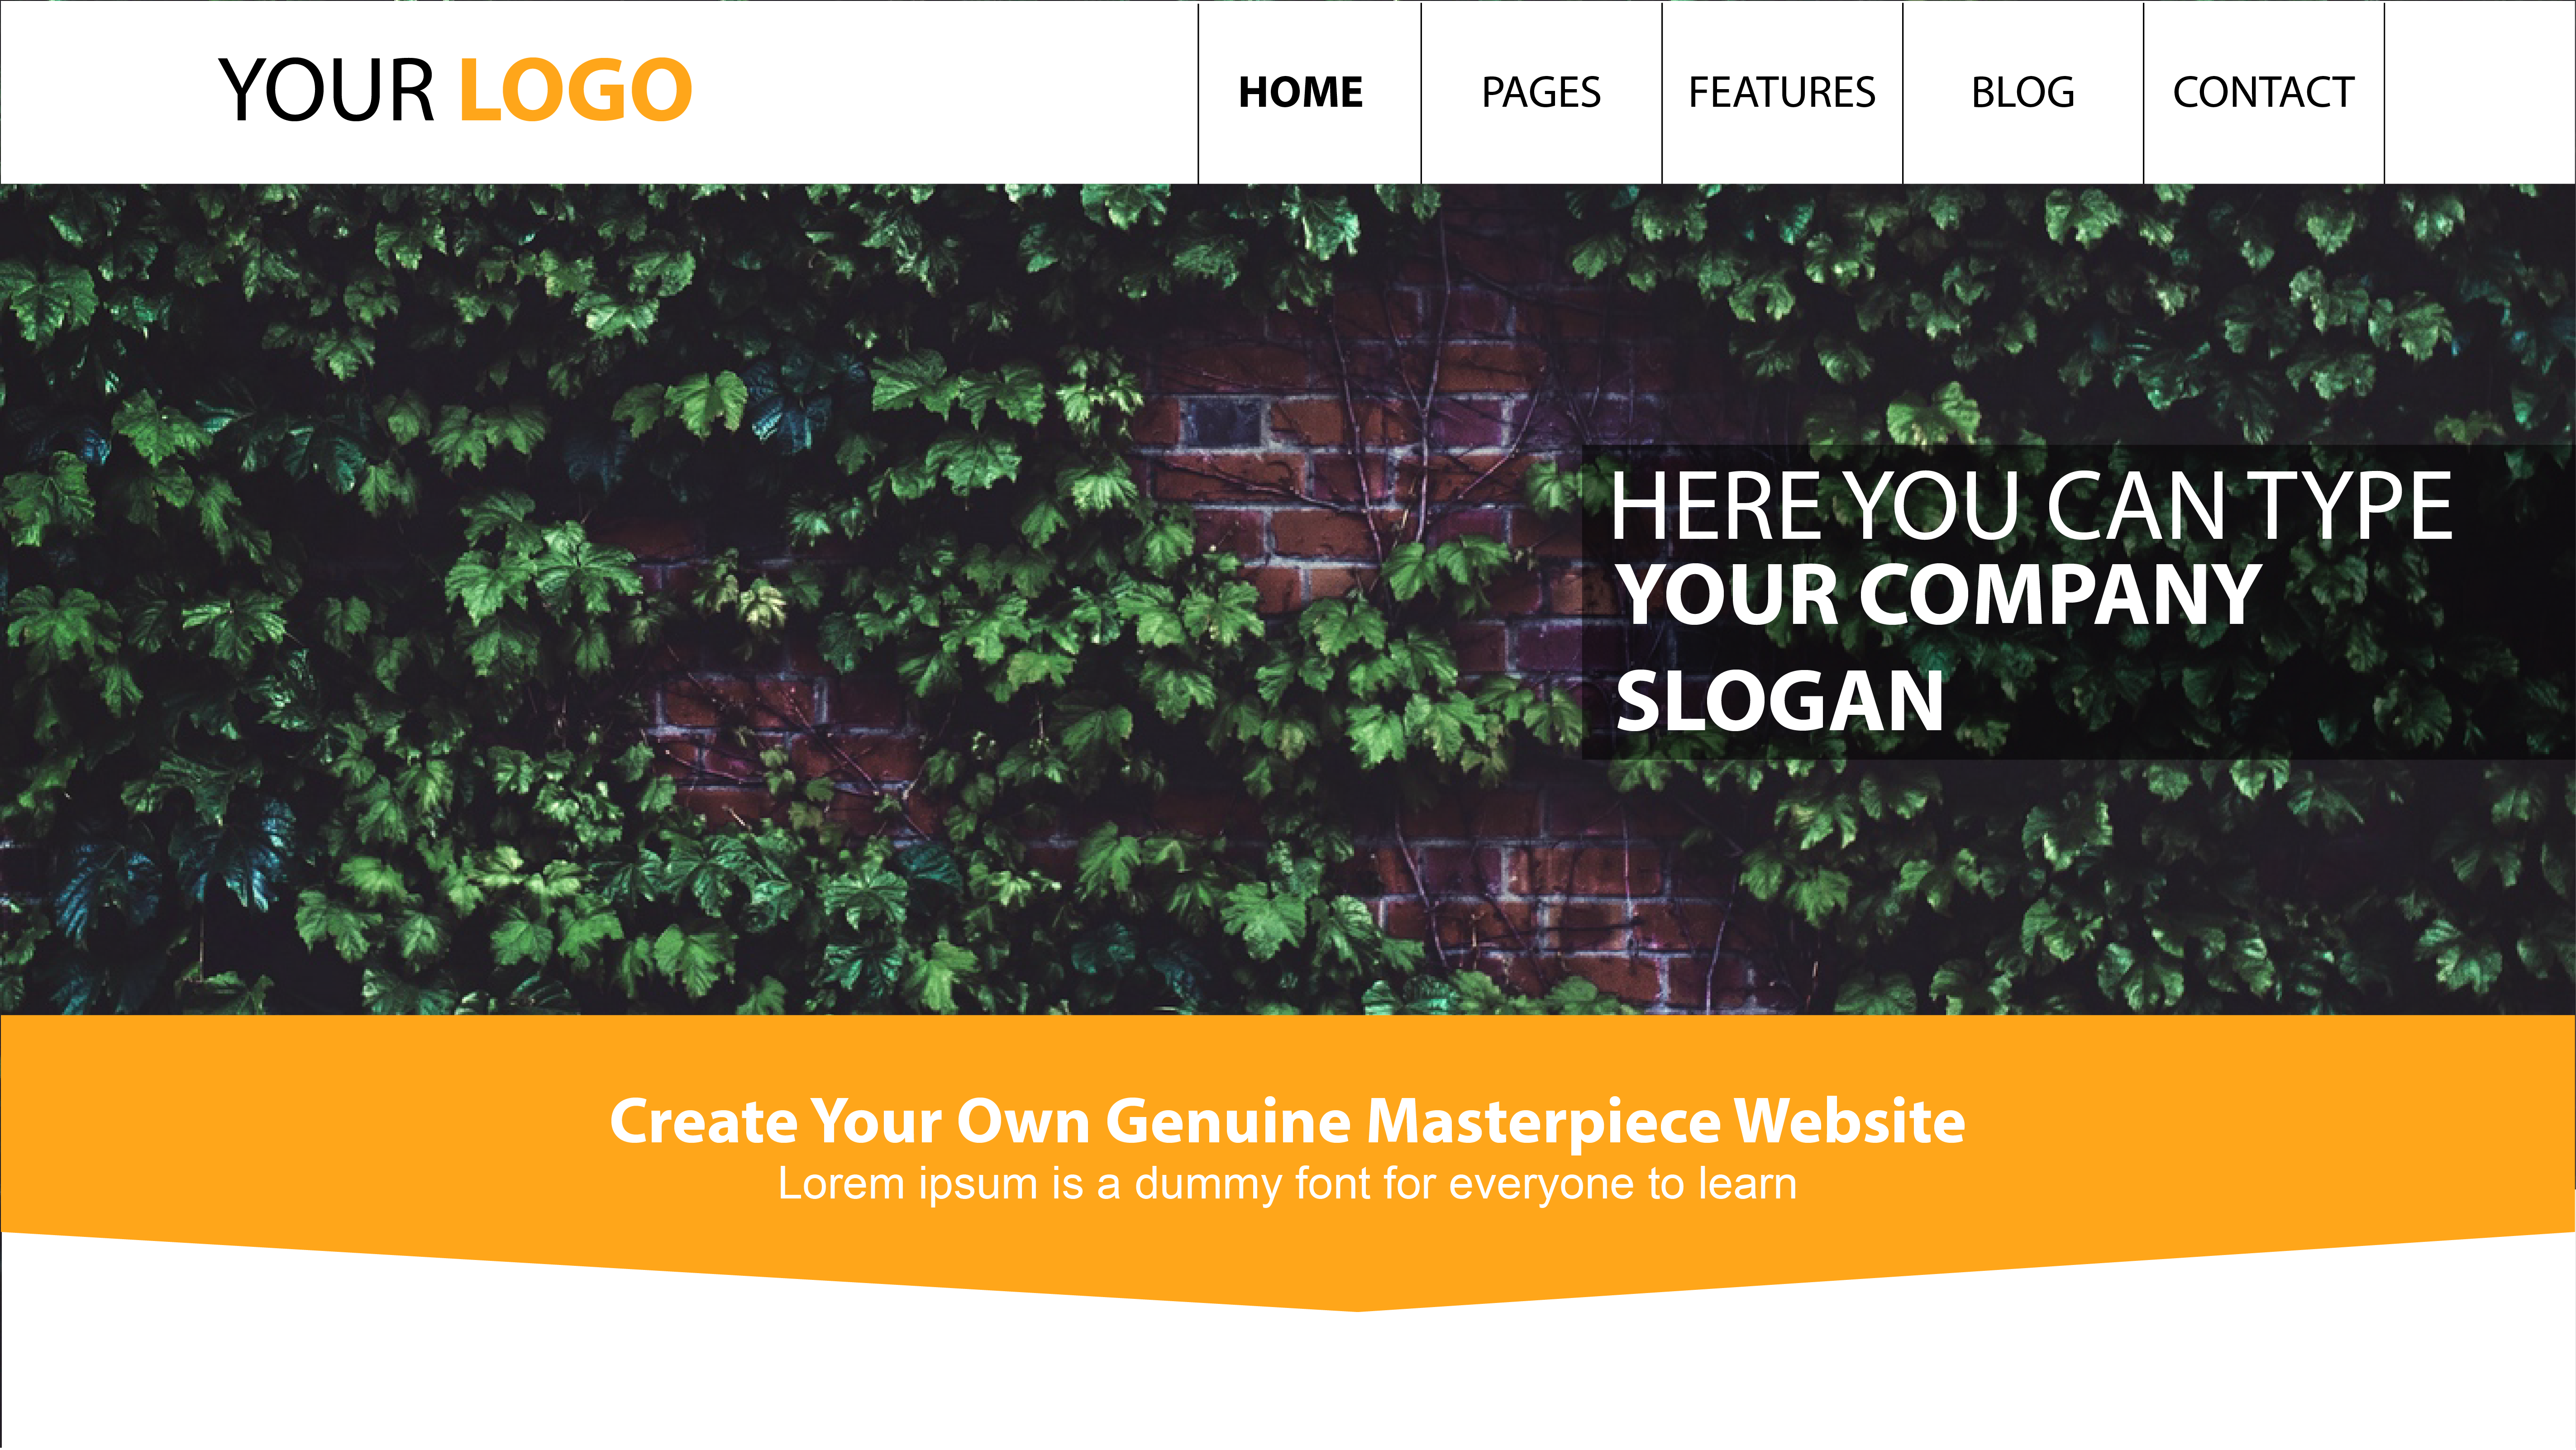 YOUR LOGO
HOME
PAGES
FEATURES
BLOG
CONTACT
HERE YOU CAN TYPE
YOUR COMPANY
SLOGAN
Create Your Own Genuine Masterpiece Website
Lorem ipsum is a dummy font for everyone to learn